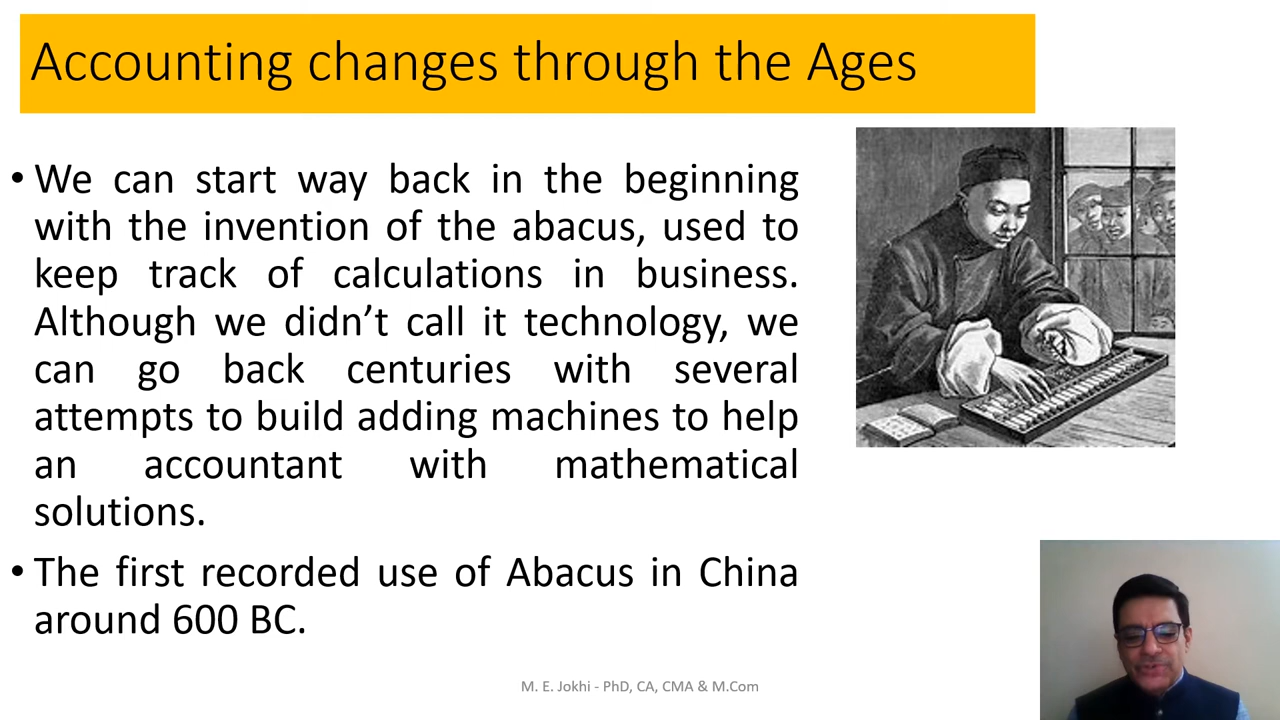 Accounting changes through the Ages
• We can start way back in the beginning
with the invention of the abacus, used to
keep track of calculations in business.
Although we didn’t call it technology, we
can go back centuries with several
attempts to build adding machines to help
an accountant with mathematical
solutions.
• The first recorded use of Abacus in China
around 600 BC.
M. E. Jokhi - PhD, CA, CMA & M.Com